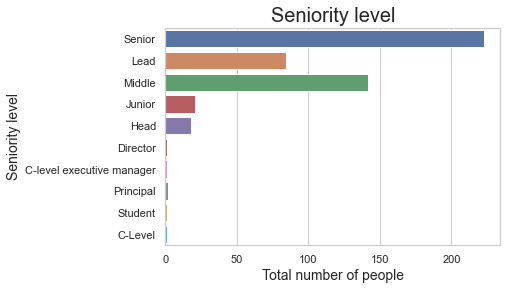 Seniority level
Seniority level
Senior
Lead
Middle
Junior
Head
Director
C-level executive manager
Principal
Student
C-Level
0 50 100 150 200
Total number of people